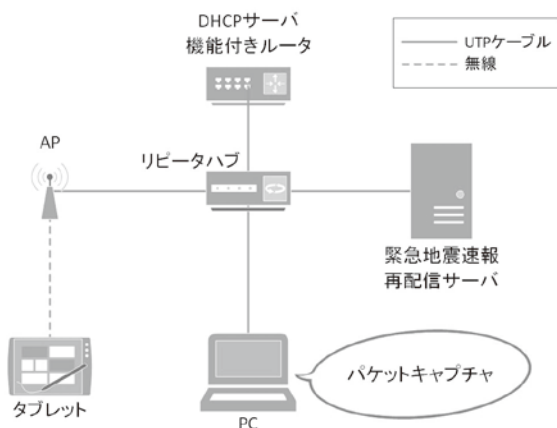 DHCPサーバ
機能付きルータ
UTPケーブル
無線
AP
リピータハブ
緊急地震速報
再配信サーバ
パケットキャプチャ
タブレット
PC